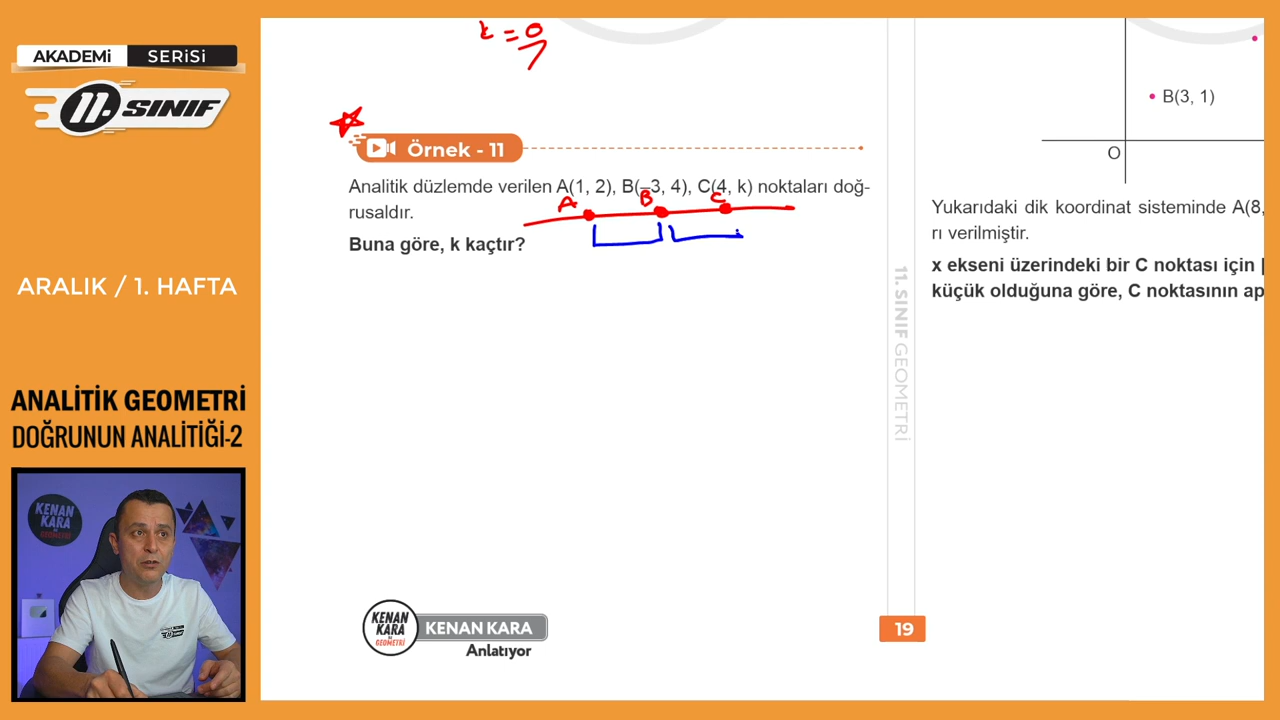 AKADEMİ SERİSİ
11. SINIF
ARALIK / 1. HAFTA
ANALİTİK GEOMETRİ
DOĞRUNUN ANALİTİĞİ-2
KENAN
KARA
GEOMETRİ
k = 0
Örnek - 11
Analitik düzlemde verilen A(1, 2), B(–3, 4), C(4, k) noktaları doğ-
rusaldır.
A B C
Buna göre, k kaçtır?
KENAN
KARA
ile
GEOMETRİ
KENAN KARA
Anlatıyor
11. SINIF GEOMETRİ
19
B(3, 1)
O
Yukarıdaki dik koordinat sisteminde A(8,
rı verilmiştir.
x ekseni üzerindeki bir C noktası için |
küçük olduğuna göre, C noktasının ap